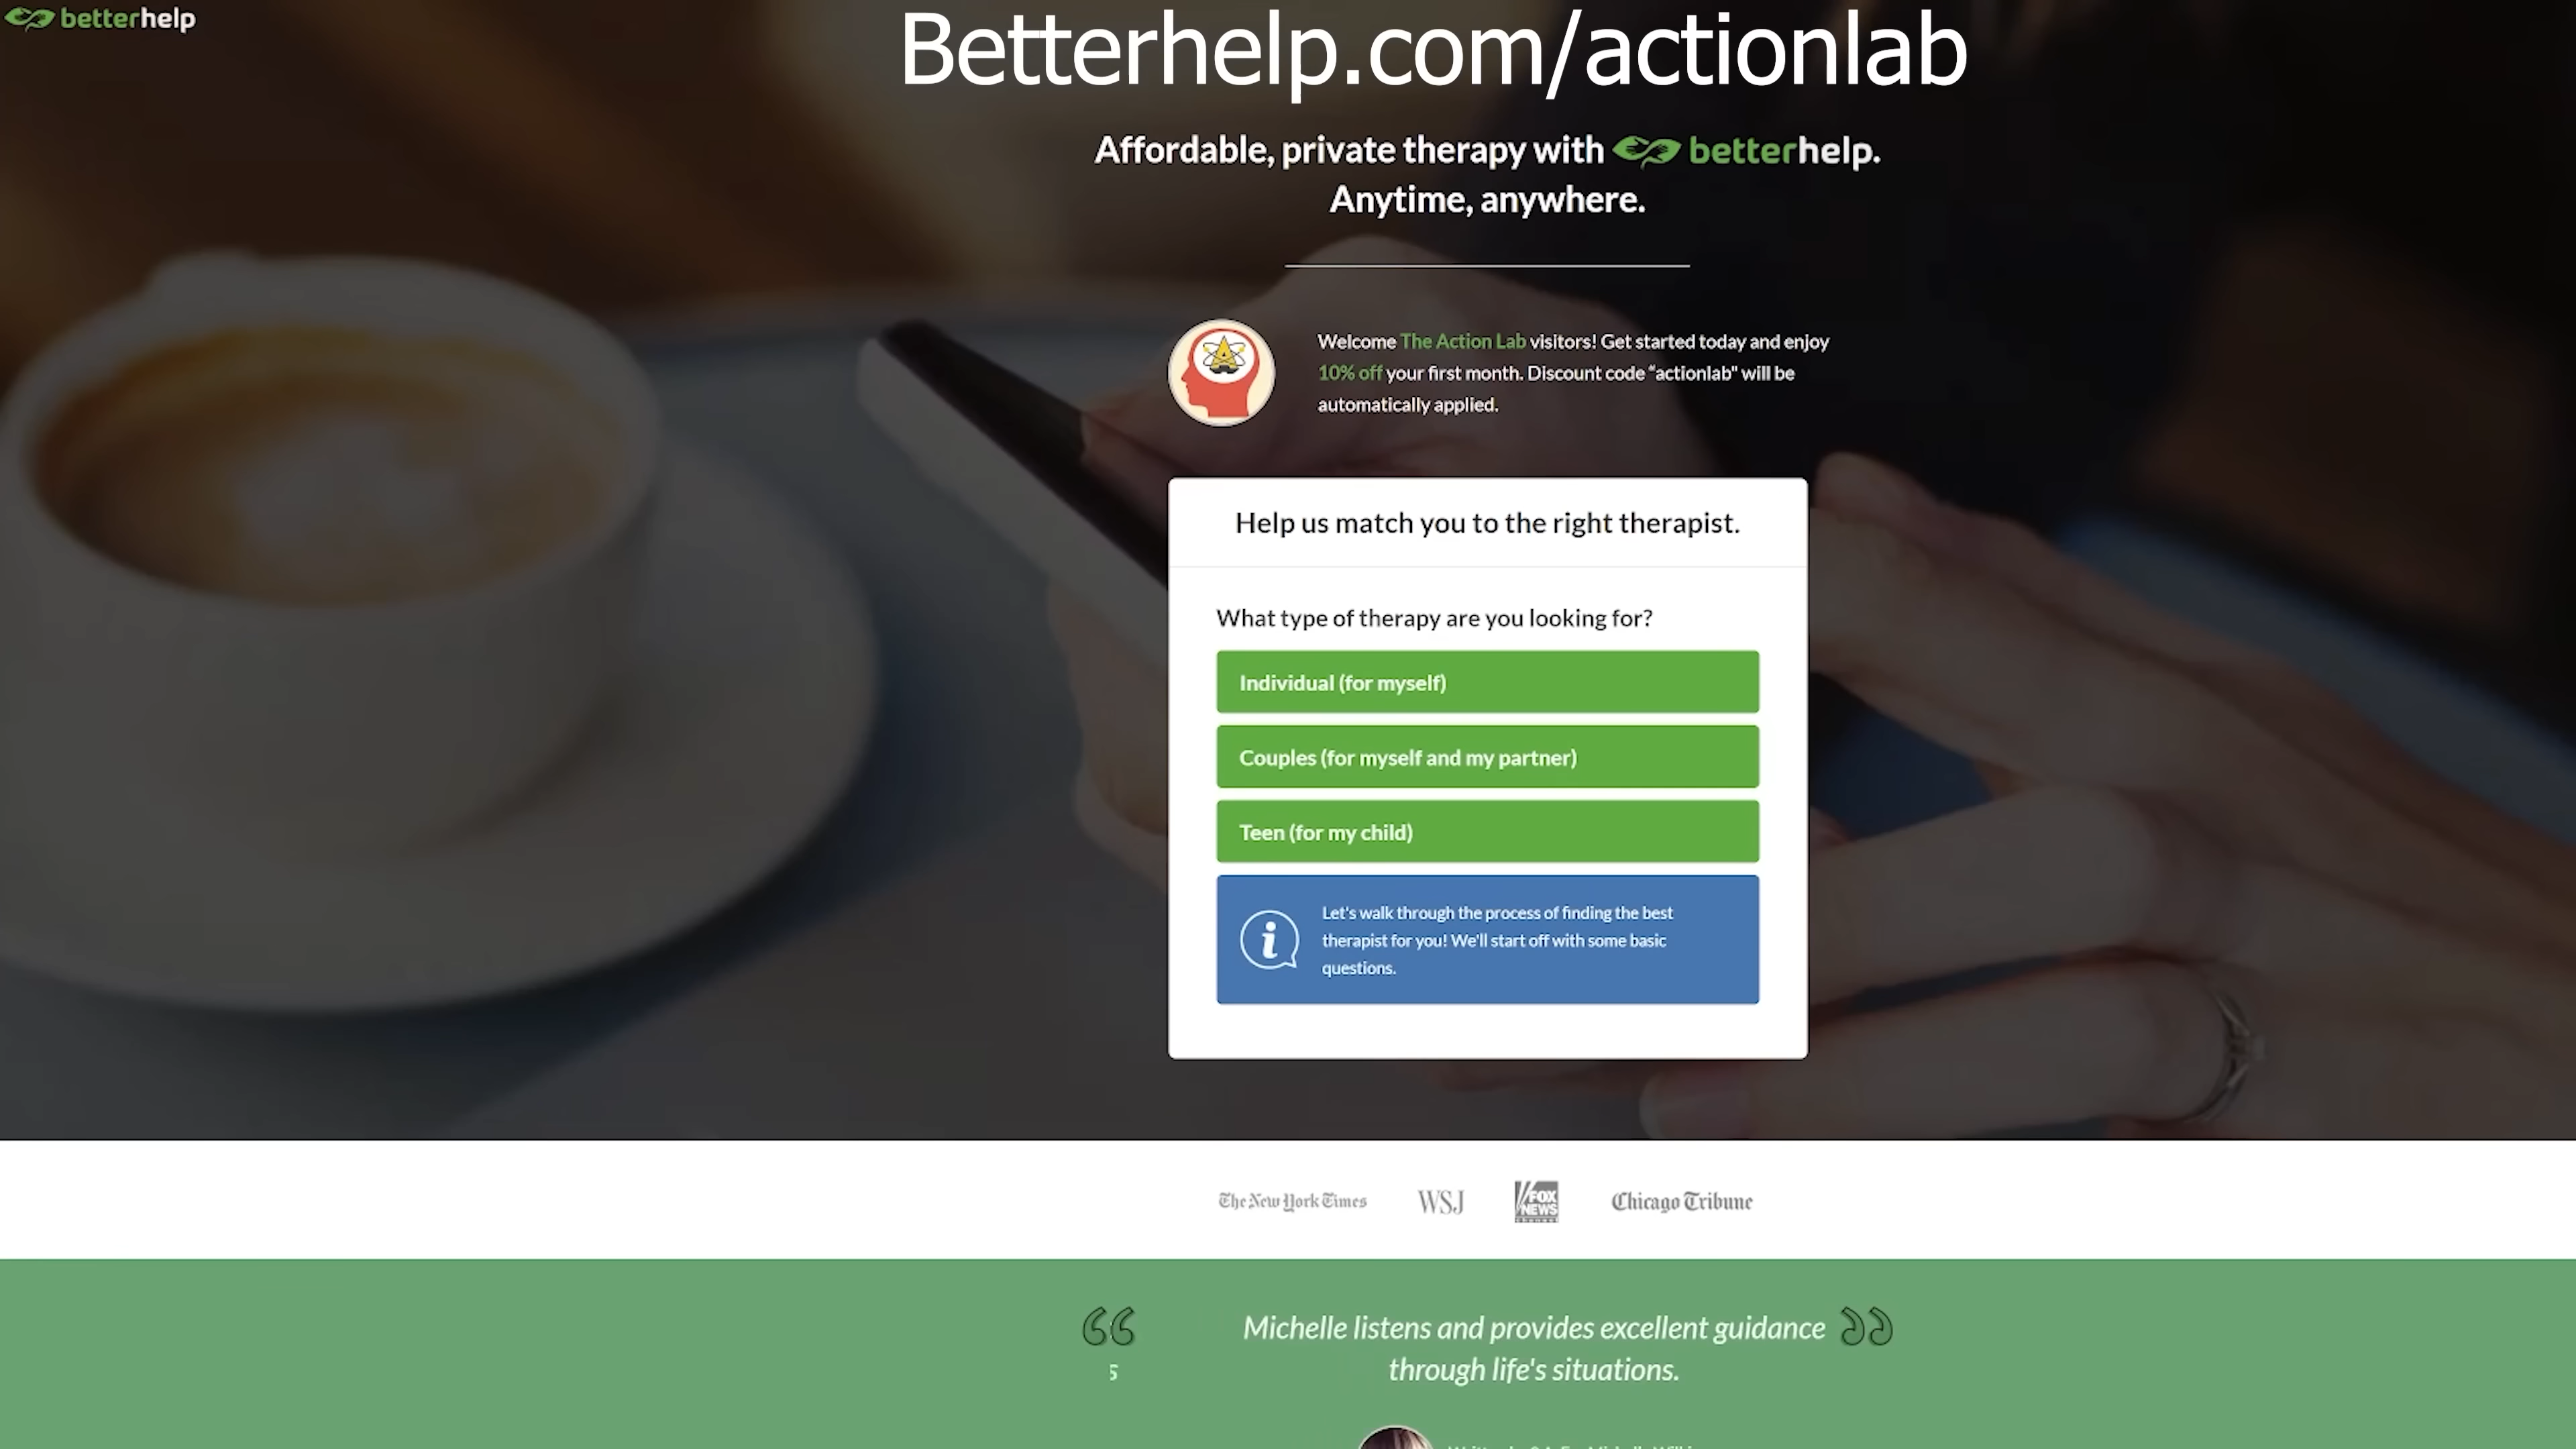 betterhelp
Betterhelp.com/actionlab
Affordable, private therapy with betterhelp.
Anytime, anywhere.
Welcome The Action Lab visitors! Get started today and enjoy
10% off your first month. Discount code “actionlab" will be
automatically applied.
Help us match you to the right therapist.
What type of therapy are you looking for?
Individual (for myself)
Couples (for myself and my partner)
Teen (for my child)
Let's walk through the process of finding the best
therapist for you! We'll start off with some basic
questions.
The New York Times WSJ FOX NEWS channel Chicago Tribune
“ Michelle listens and provides excellent guidance ”
s through life's situations.